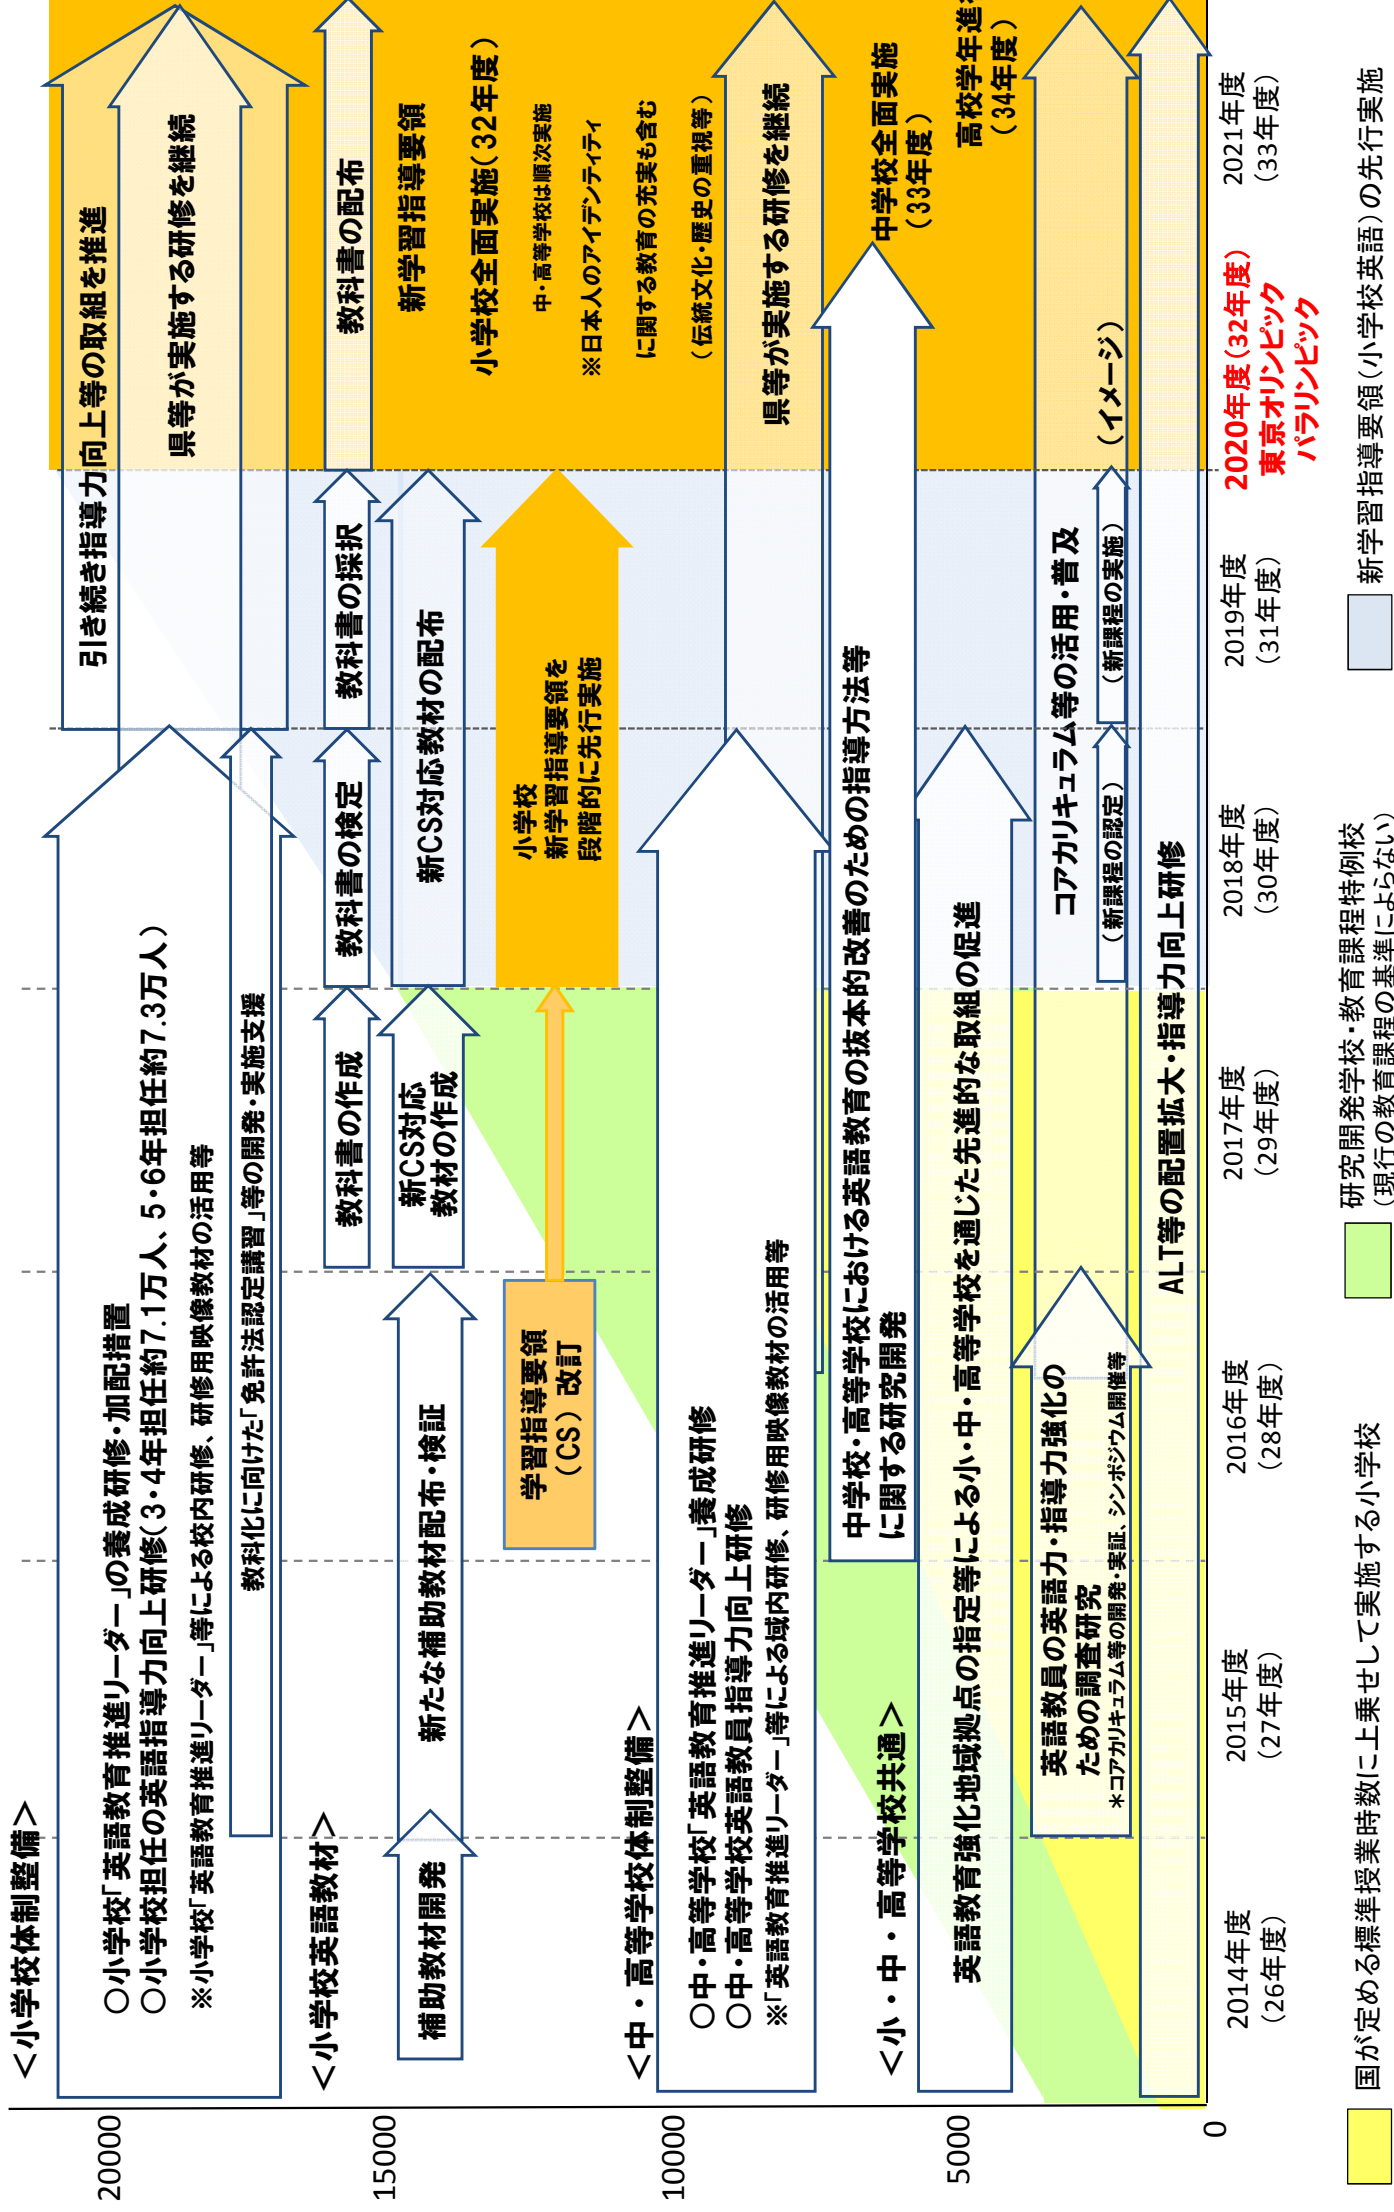 ＜小学校体制整備＞
○小学校「英語教育推進リーダー」の養成研修・加配措置
○小学校担任の英語指導力向上研修（3・4年担任約7.1万人、5・6年担任約7.3万人）
※小学校「英語教育推進リーダー」等による校内研修、研修用映像教材の活用等
教科化に向けた「免許法認定講習」等の開発・実施支援
引き続き指導力向上等の取組を推進
県等が実施する研修を継続
＜小学校英語教材＞
補助教材開発
新たな補助教材配布・検証
教科書の作成
教科書の検定
教科書の採択
教科書の配布
新CS対応
教材の作成
新CS対応教材の配布
学習指導要領
（CS）改訂
小学校
新学習指導要領を
段階的に先行実施
新学習指導要領
小学校全面実施（32年度）
中・高等学校は順次実施
※日本人のアイデンティティ
に関する教育の充実も含む
（伝統文化・歴史の重視等）
＜中・高等学校体制整備＞
○中・高等学校「英語教育推進リーダー」養成研修
○中・高等学校英語教員指導力向上研修
※「英語教育推進リーダー」等による域内研修、研修用映像教材の活用等
県等が実施する研修を継続
中学校・高等学校における英語教育の抜本的改善のための指導方法等
に関する研究開発
中学校全面実施
（33年度）
高校学年進
（34年度）
＜小・中・高等学校共通＞
英語教育強化地域拠点の指定等による小・中・高等学校を通じた先進的な取組の促進
英語教員の英語力・指導力強化の
ための調査研究
＊コアカリキュラム等の開発・実証、シンポジウム開催等
コアカリキュラム等の活用・普及
（新課程の認定）
（新課程の実施）
（イメージ）
ALT等の配置拡大・指導力向上研修
20000
15000
10000
5000
0
2014年度
（26年度）
2015年度
（27年度）
2016年度
（28年度）
2017年度
（29年度）
2018年度
（30年度）
2019年度
（31年度）
2020年度（32年度）
東京オリンピック
パラリンピック
2021年度
（33年度）
国が定める標準授業時数に上乗せして実施する小学校
研究開発学校・教育課程特例校
（現行の教育課程の基準によらない）
新学習指導要領（小学校英語）の先行実施